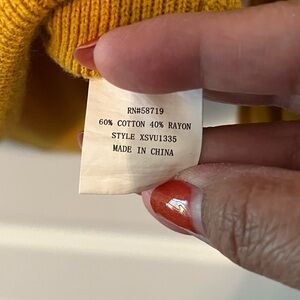 RN#58719
60% COTTON 40% RAYON
STYLE XSVU1335
MADE IN CHINA